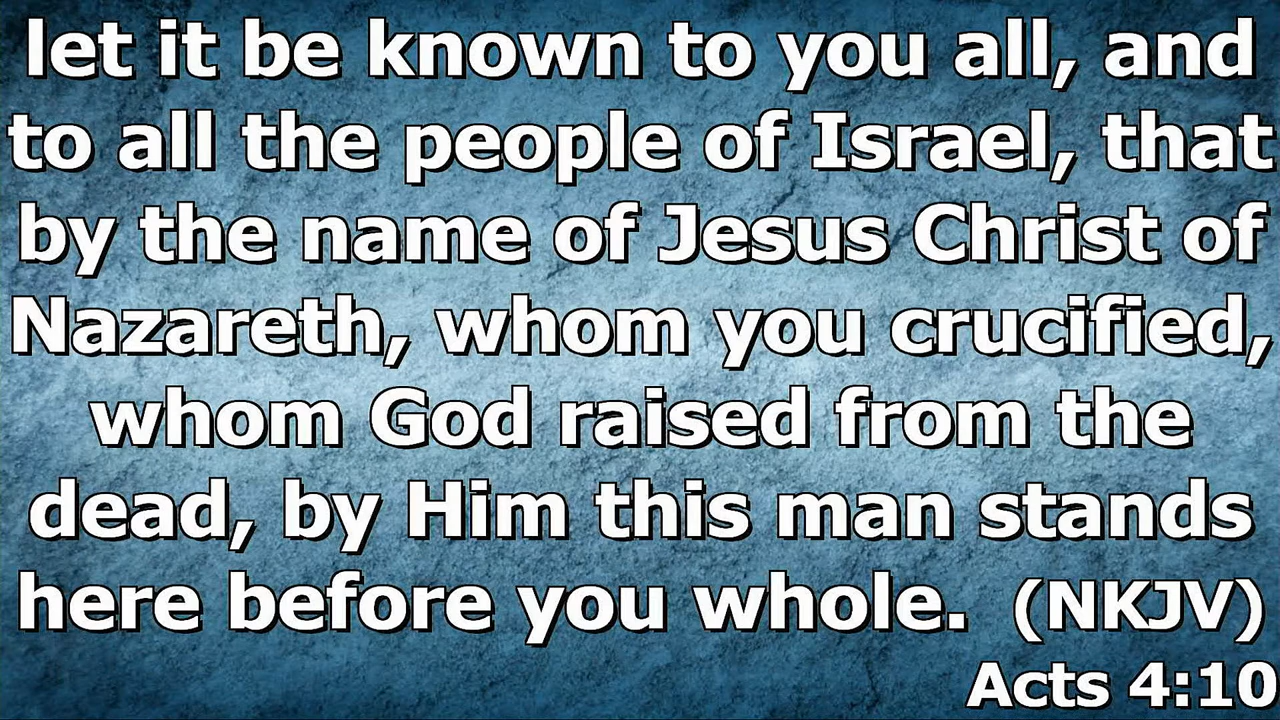 let it be known to you all, and
to all the people of Israel, that
by the name of Jesus Christ of
Nazareth, whom you crucified,
whom God raised from the
dead, by Him this man stands
here before you whole. (NKJV)
Acts 4:10